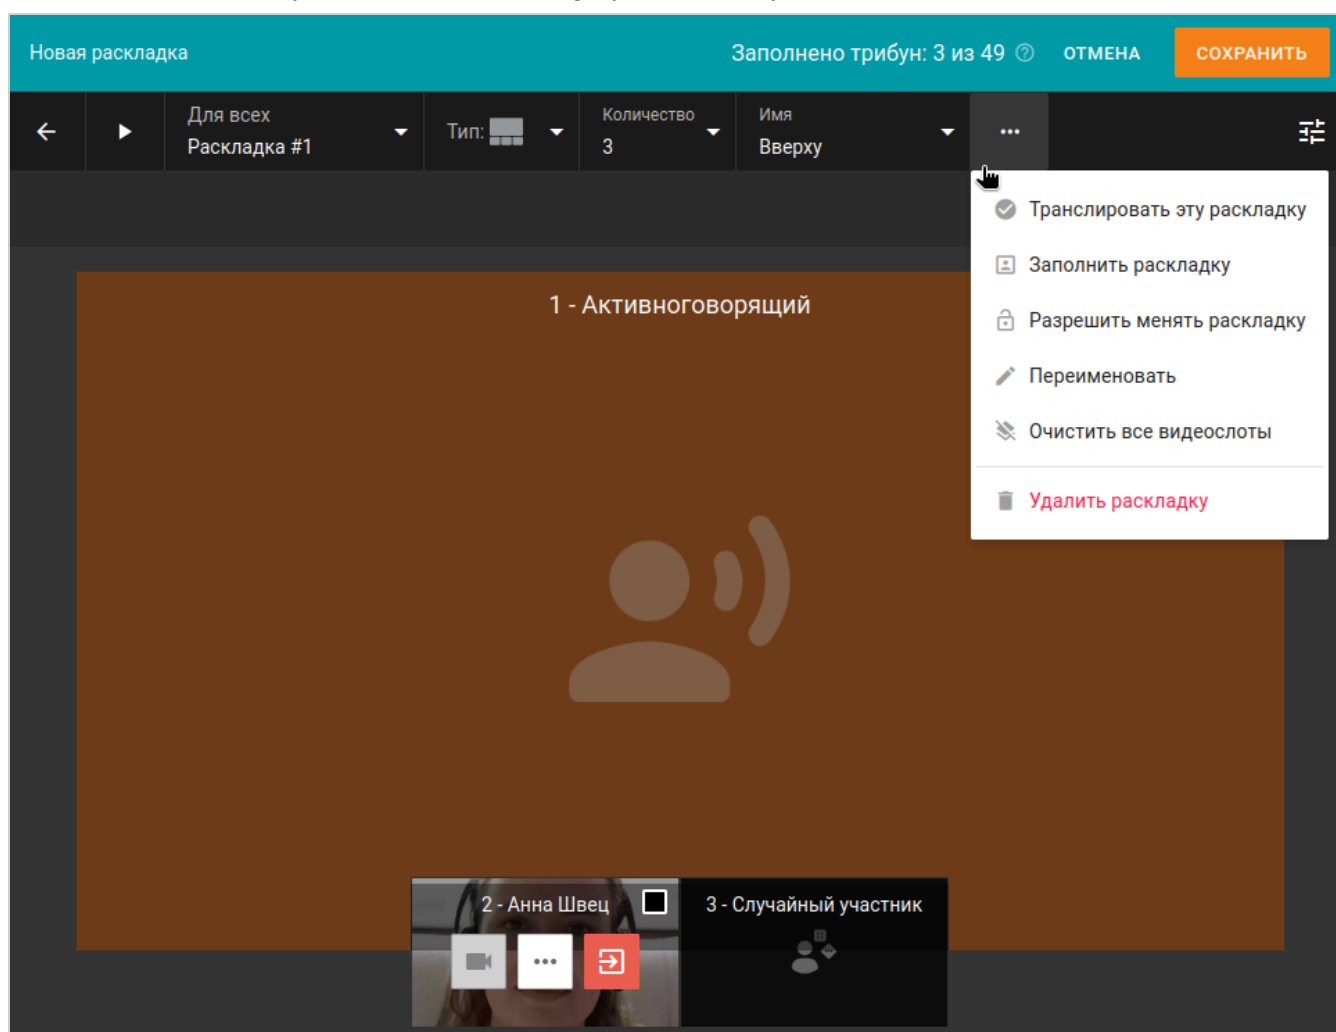 Новая раскладка
Заполнено трибун: 3 из 49
ОТМЕНА
СОХРАНИТЬ
Для всех
Раскладка #1
Тип:
Количество
3
Имя
Вверху
Транслировать эту раскладку
Заполнить раскладку
Разрешить менять раскладку
Переименовать
Очистить все видеослоты
Удалить раскладку
1 - Активноговорящий
2 - Анна Швец
3 - Случайный участник